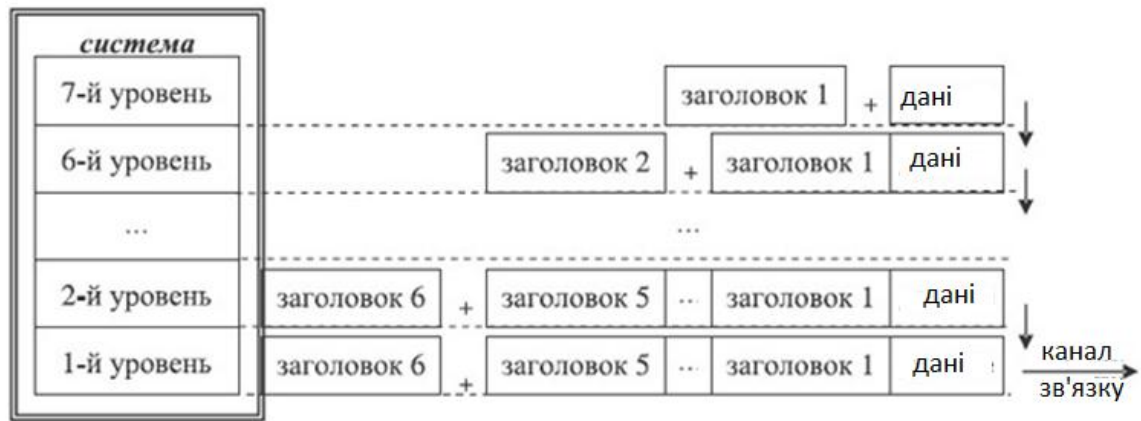 система
7-й уровень заголовок 1 + дані
6-й уровень заголовок 2 + заголовок 1 дані
... ...
2-й уровень заголовок 6 + заголовок 5 ... заголовок 1 дані
1-й уровень заголовок 6 + заголовок 5 ... заголовок 1 дані канал
зв'язку